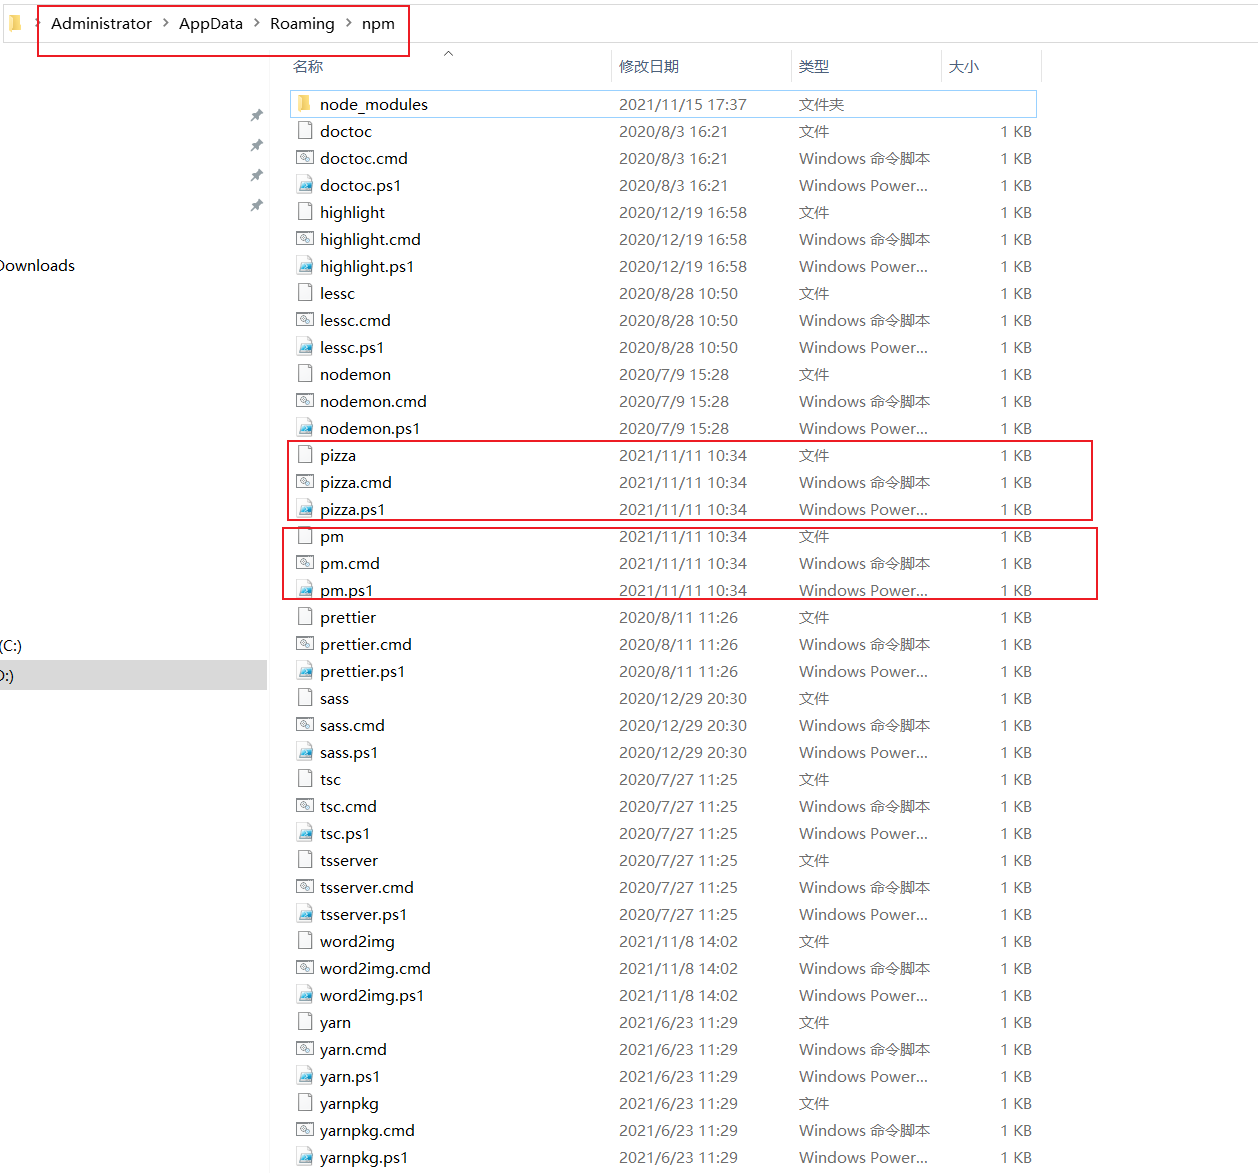 Administrator > AppData > Roaming > npm
名称 修改日期 类型 大小
node_modules 2021/11/15 17:37 文件夹
doctoc 2020/8/3 16:21 文件 1 KB
doctoc.cmd 2020/8/3 16:21 Windows 命令脚本 1 KB
doctoc.ps1 2020/8/3 16:21 Windows Power... 1 KB
highlight 2020/12/19 16:58 文件 1 KB
highlight.cmd 2020/12/19 16:58 Windows 命令脚本 1 KB
Downloads
highlight.ps1 2020/12/19 16:58 Windows Power... 1 KB
lessc 2020/8/28 10:50 文件 1 KB
lessc.cmd 2020/8/28 10:50 Windows 命令脚本 1 KB
lessc.ps1 2020/8/28 10:50 Windows Power... 1 KB
nodemon 2020/7/9 15:28 文件 1 KB
nodemon.cmd 2020/7/9 15:28 Windows 命令脚本 1 KB
nodemon.ps1 2020/7/9 15:28 Windows Power... 1 KB
pizza 2021/11/11 10:34 文件 1 KB
pizza.cmd 2021/11/11 10:34 Windows 命令脚本 1 KB
pizza.ps1 2021/11/11 10:34 Windows Power... 1 KB
pm 2021/11/11 10:34 文件 1 KB
pm.cmd 2021/11/11 10:34 Windows 命令脚本 1 KB
pm.ps1 2021/11/11 10:34 Windows Power... 1 KB
prettier 2020/8/11 11:26 文件 1 KB
(C:)
prettier.cmd 2020/8/11 11:26 Windows 命令脚本 1 KB
D:)
prettier.ps1 2020/8/11 11:26 Windows Power... 1 KB
sass 2020/12/29 20:30 文件 1 KB
sass.cmd 2020/12/29 20:30 Windows 命令脚本 1 KB
sass.ps1 2020/12/29 20:30 Windows Power... 1 KB
tsc 2020/7/27 11:25 文件 1 KB
tsc.cmd 2020/7/27 11:25 Windows 命令脚本 1 KB
tsc.ps1 2020/7/27 11:25 Windows Power... 1 KB
tsserver 2020/7/27 11:25 文件 1 KB
tsserver.cmd 2020/7/27 11:25 Windows 命令脚本 1 KB
tsserver.ps1 2020/7/27 11:25 Windows Power... 1 KB
word2img 2021/11/8 14:02 文件 1 KB
word2img.cmd 2021/11/8 14:02 Windows 命令脚本 1 KB
word2img.ps1 2021/11/8 14:02 Windows Power... 1 KB
yarn 2021/6/23 11:29 文件 1 KB
yarn.cmd 2021/6/23 11:29 Windows 命令脚本 1 KB
yarn.ps1 2021/6/23 11:29 Windows Power... 1 KB
yarnpkg 2021/6/23 11:29 文件 1 KB
yarnpkg.cmd 2021/6/23 11:29 Windows 命令脚本 1 KB
yarnpkg.ps1 2021/6/23 11:29 Windows Power... 1 KB